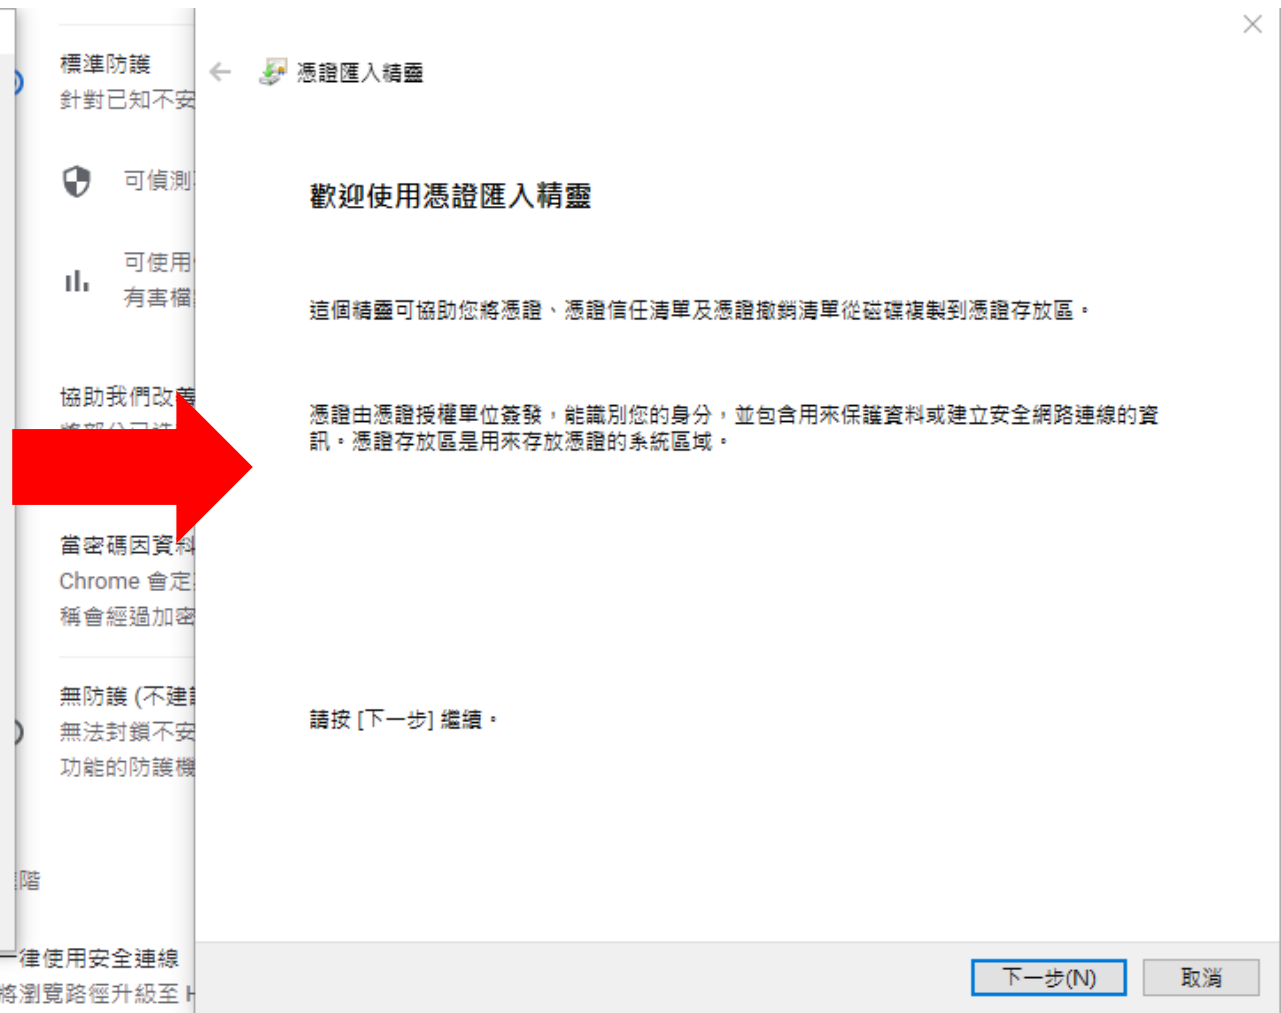 標準防護
針對已知不安
可偵測
可使用
有害檔
協助我們改善
當密碼因資料
Chrome 會定
稱會經過加密
無防護 (不建議
無法封鎖不安
功能的防護機
階
一律使用安全連線
將瀏覽路徑升級至 H
憑證匯入精靈
歡迎使用憑證匯入精靈
這個精靈可協助您將憑證、憑證信任清單及憑證撤銷清單從磁碟複製到憑證存放區。
憑證由憑證授權單位簽發，能識別您的身分，並包含用來保護資料或建立安全網路連線的資
訊。憑證存放區是用來存放憑證的系統區域。
請按 [下一步] 繼續。
下一步(N)
取消